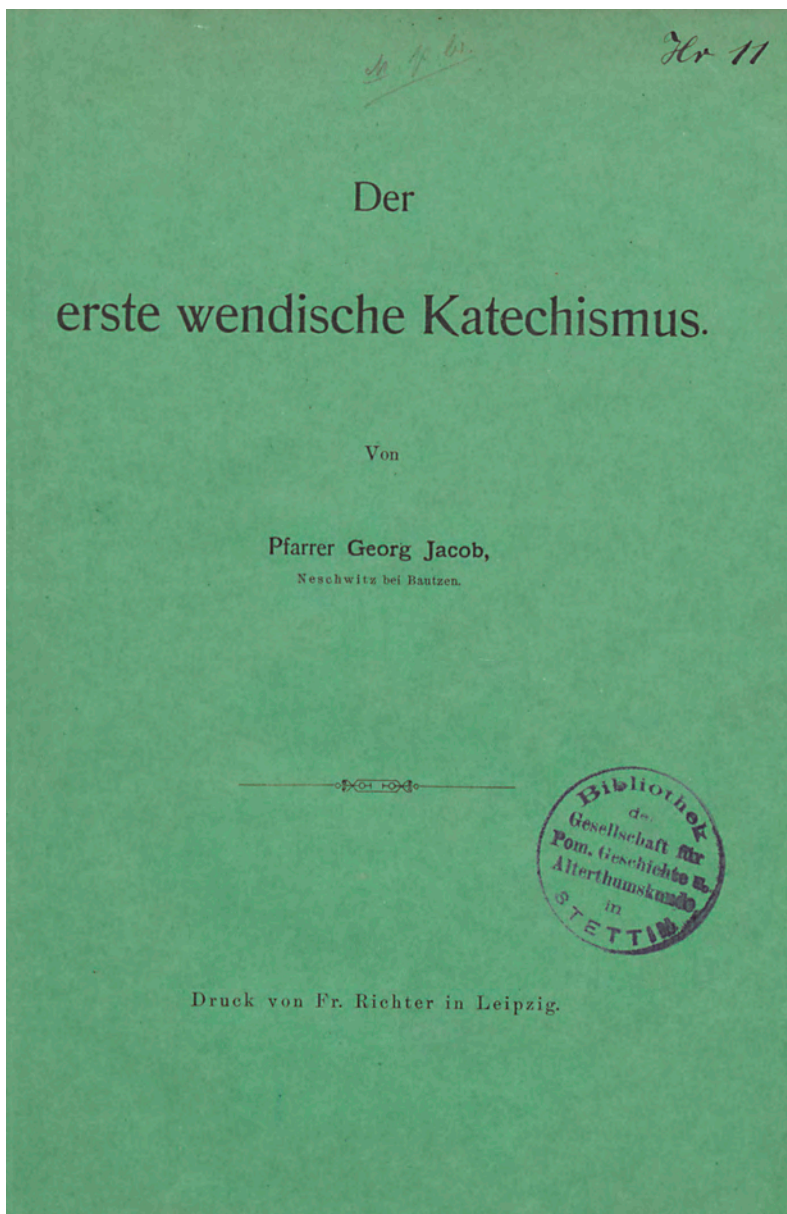 Hr 11
Der
erste wendische Katechismus.
Von
Pfarrer Georg Jacob,
Neschwitz bei Bautzen.
Bibliothek
der
Gesellschaft für
Pom. Geschichte u.
Alterthumskunde
in
STETTIN
Druck von Fr. Richter in Leipzig.